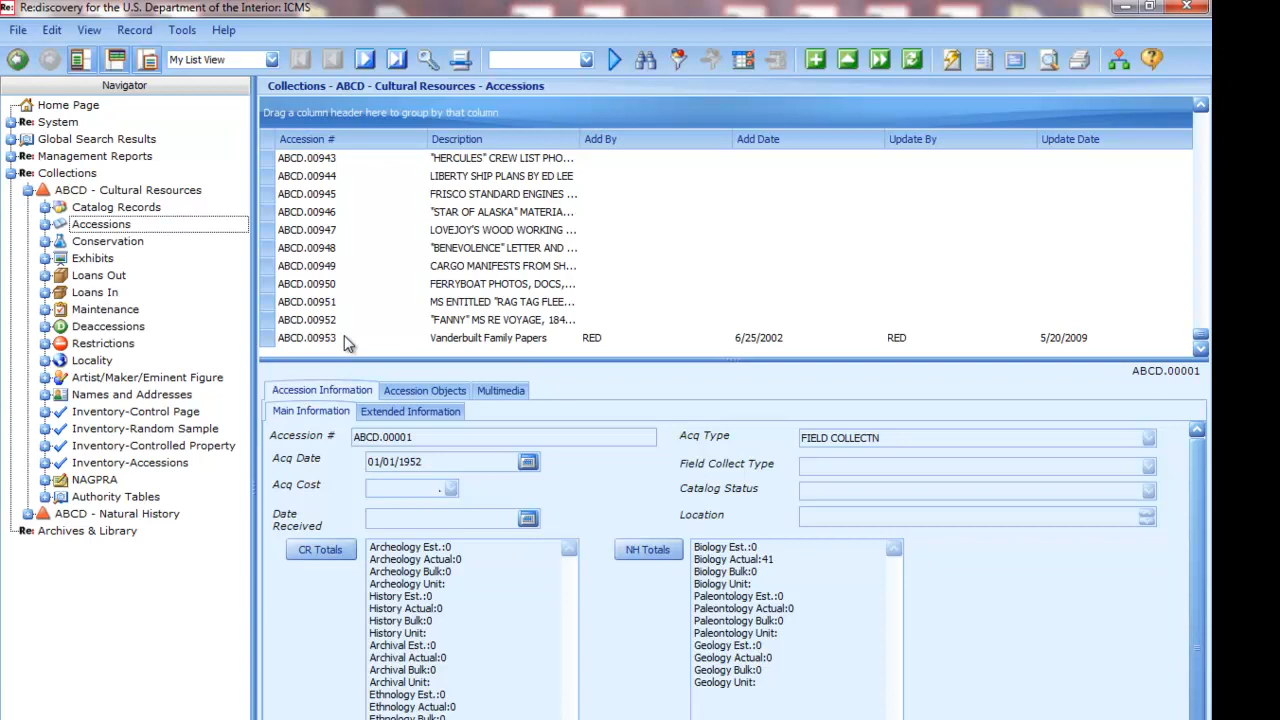 Re: Re:discovery for the U.S. Department of the Interior: ICMS
File Edit View Record Tools Help
My List View
Navigator
Home Page
Re: System
Global Search Results
Re: Management Reports
Re: Collections
ABCD - Cultural Resources
Catalog Records
Accessions
Conservation
Exhibits
Loans Out
Loans In
Maintenance
Deaccessions
Restrictions
Locality
Artist/Maker/Eminent Figure
Names and Addresses
Inventory-Control Page
Inventory-Random Sample
Inventory-Controlled Property
Inventory-Accessions
NAGPRA
Authority Tables
ABCD - Natural History
Re: Archives & Library
Collections - ABCD - Cultural Resources - Accessions
Drag a column header here to group by that column
Accession # Description Add By Add Date Update By Update Date
ABCD.00943 "HERCULES" CREW LIST PHO...
ABCD.00944 LIBERTY SHIP PLANS BY ED LEE
ABCD.00945 FRISCO STANDARD ENGINES ...
ABCD.00946 "STAR OF ALASKA" MATERIA...
ABCD.00947 LOVEJOY'S WOOD WORKING ...
ABCD.00948 "BENEVOLENCE" LETTER AND ...
ABCD.00949 CARGO MANIFESTS FROM SH...
ABCD.00950 FERRYBOAT PHOTOS, DOCS,...
ABCD.00951 MS ENTITLED "RAG TAG FLEE...
ABCD.00952 "FANNY" MS RE VOYAGE, 184...
ABCD.00953 Vanderbuilt Family Papers RED 6/25/2002 RED 5/20/2009
ABCD.00001
Accession Information Accession Objects Multimedia
Main Information Extended Information
Accession # ABCD.00001 Acq Type FIELD COLLECTN
Acq Date 01/01/1952 Field Collect Type
Acq Cost . Catalog Status
Date Received Location
CR Totals
Archeology Est.:0
Archeology Actual:0
Archeology Bulk:0
Archeology Unit:
History Est.:0
History Actual:0
History Bulk:0
History Unit:
Archival Est.:0
Archival Actual:0
Archival Bulk:0
Archival Unit:
Ethnology Est.:0
Ethnology Actual:0
Ethnology Bulk:0
NH Totals
Biology Est.:0
Biology Actual:41
Biology Bulk:0
Biology Unit:
Paleontology Est.:0
Paleontology Actual:0
Paleontology Bulk:0
Paleontology Unit:
Geology Est.:0
Geology Actual:0
Geology Bulk:0
Geology Unit: